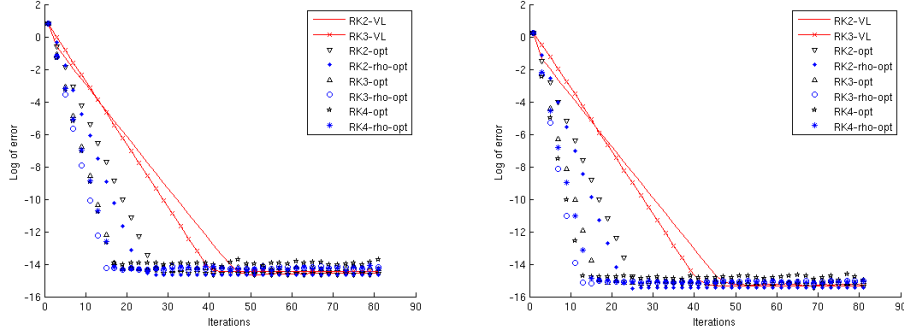 2
0
-2
-4
-6
-8
-10
-12
-14
-16
Log of error
0 10 20 30 40 50 60 70 80 90
Iterations
RK2-VL
RK3-VL
RK2-opt
RK2-rho-opt
RK3-opt
RK3-rho-opt
RK4-opt
RK4-rho-opt
2
0
-2
-4
-6
-8
-10
-12
-14
-16
Log of error
0 10 20 30 40 50 60 70 80 90
Iterations
RK2-VL
RK3-VL
RK2-opt
RK2-rho-opt
RK3-opt
RK3-rho-opt
RK4-opt
RK4-rho-opt